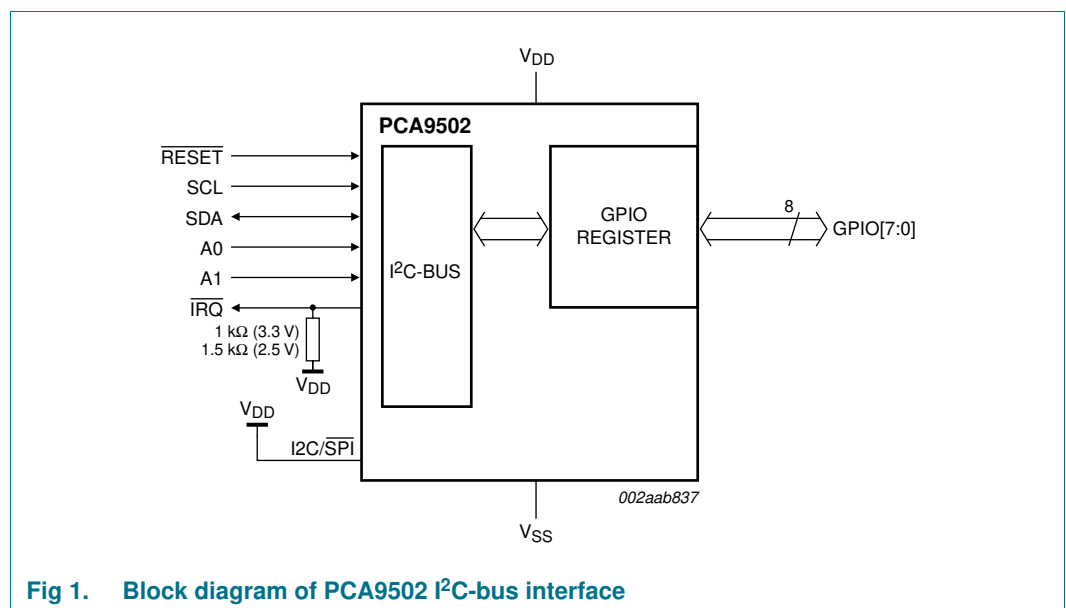 VDD
PCA9502
RESET
SCL
SDA
A0
A1
IRQ
1 kΩ (3.3 V)
1.5 kΩ (2.5 V)
VDD
VDD
I2C/SPI
I²C-BUS
GPIO
REGISTER
8
GPIO[7:0]
002aab837
VSS
Fig 1. Block diagram of PCA9502 I²C-bus interface